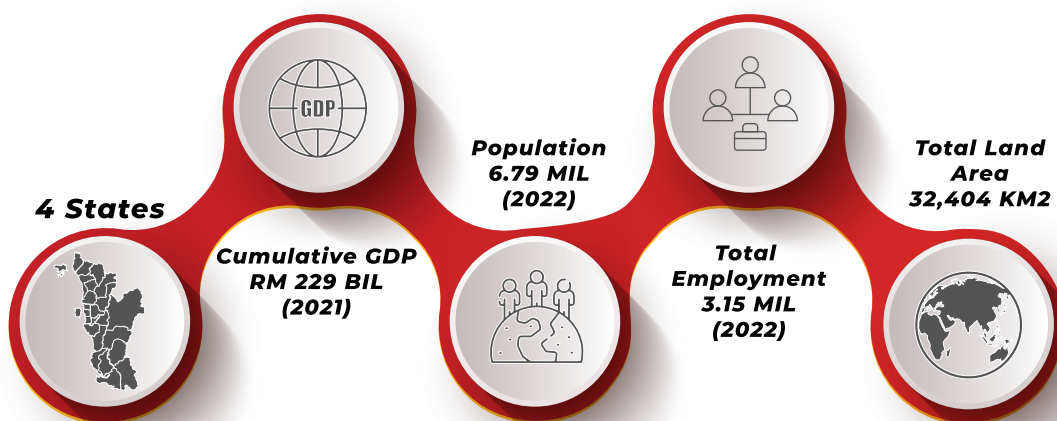 4 States
GDP
Cumulative GDP
RM 229 BIL
(2021)
Population
6.79 MIL
(2022)
Total
Employment
3.15 MIL
(2022)
Total Land
Area
32,404 KM2